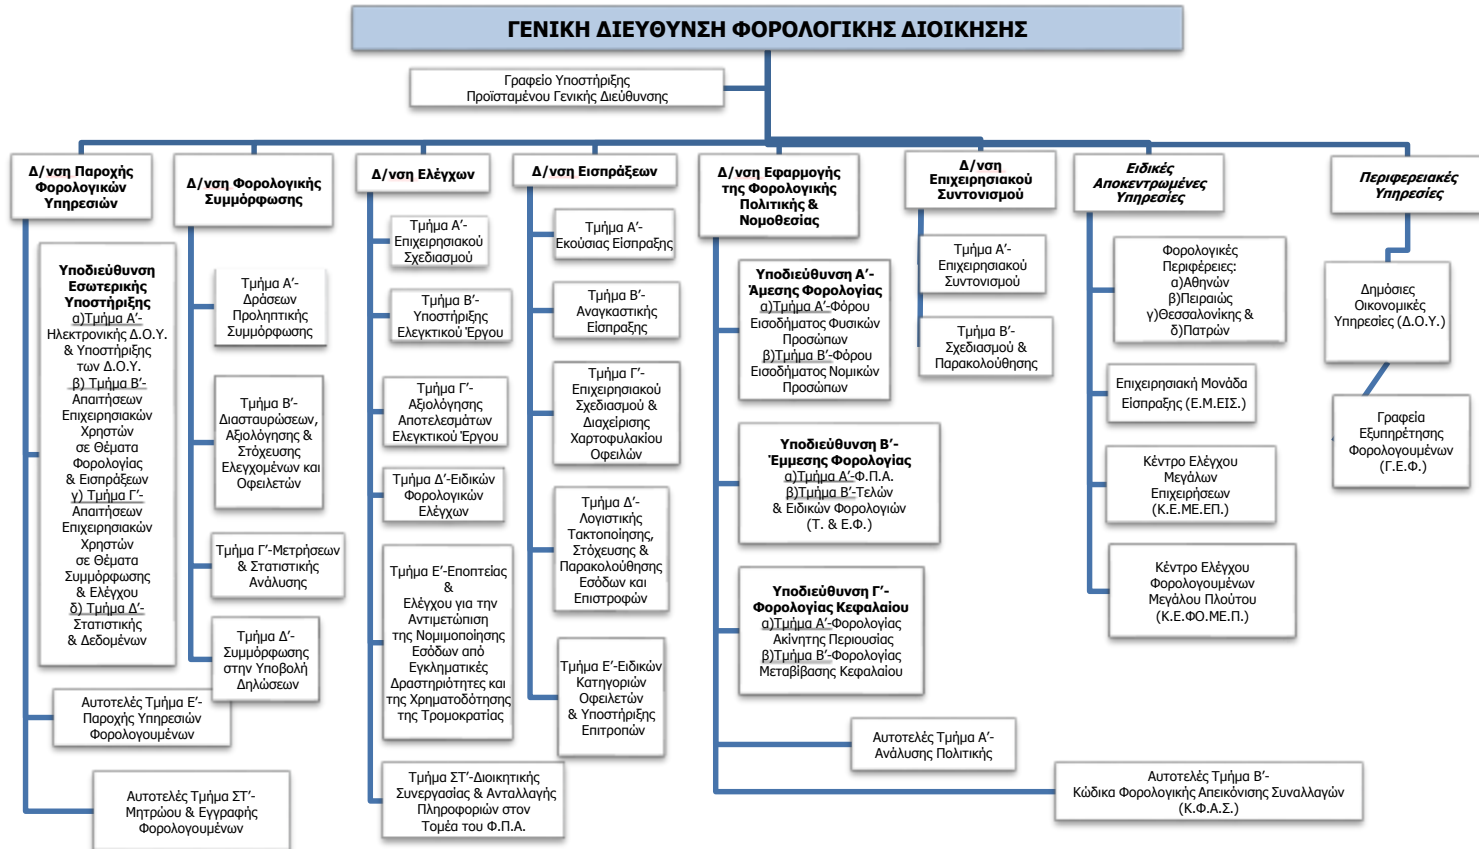 ΓΕΝΙΚΗ ΔΙΕΥΘΥΝΣΗ ΦΟΡΟΛΟΓΙΚΗΣ ΔΙΟΙΚΗΣΗΣ
Γραφείο Υποστήριξης
Προϊσταμένου Γενικής Διεύθυνσης
Δ/νση Παροχής
Φορολογικών
Υπηρεσιών
Υποδιεύθυνση
Εσωτερικής
Υποστήριξης
α)Τμήμα Α'-
Ηλεκτρονικής Δ.Ο.Υ.
& Υποστήριξης
των Δ.Ο.Υ.
β) Τμήμα Β'-
Απαιτήσεων
Επιχειρησιακών
Χρηστών
σε Θέματα
Φορολογίας
& Εισπράξεων
γ) Τμήμα Γ'-
Απαιτήσεων
Επιχειρησιακών
Χρηστών
σε Θέματα
Συμμόρφωσης
& Ελέγχου
δ) Τμήμα Δ'-
Στατιστικής
& Δεδομένων
Αυτοτελές Τμήμα Ε'-
Παροχής Υπηρεσιών
Φορολογουμένων
Αυτοτελές Τμήμα ΣΤ'-
Μητρώου & Εγγραφής
Φορολογουμένων
Δ/νση Φορολογικής
Συμμόρφωσης
Τμήμα Α'-
Δράσεων
Προληπτικής
Συμμόρφωσης
Τμήμα Β'-
Διασταυρώσεων,
Αξιολόγησης &
Στόχευσης
Ελεγχομένων και
Οφειλετών
Τμήμα Γ'-Μετρήσεων
& Στατιστικής
Ανάλυσης
Τμήμα Δ'-
Συμμόρφωσης
στην Υποβολή
Δηλώσεων
Δ/νση Ελέγχων
Τμήμα Α'-
Επιχειρησιακού
Σχεδιασμού
Τμήμα Β'-
Υποστήριξης
Ελεγκτικού Έργου
Τμήμα Γ'-
Αξιολόγησης
Αποτελεσμάτων
Ελεγκτικού Έργου
Τμήμα Δ'-Ειδικών
Φορολογικών
Ελέγχων
Τμήμα Ε'-Εποπτείας
&
Ελέγχου για την
Αντιμετώπιση
της Νομιμοποίησης
Εσόδων από
Εγκληματικές
Δραστηριότητες και
της Χρηματοδότησης
της Τρομοκρατίας
Τμήμα ΣΤ'-Διοικητικής
Συνεργασίας & Ανταλλαγής
Πληροφοριών στον
Τομέα του Φ.Π.Α.
Δ/νση Εισπράξεων
Τμήμα Α'-
Εκούσιας Είσπραξης
Τμήμα Β'-
Αναγκαστικής
Είσπραξης
Τμήμα Γ'-
Επιχειρησιακού
Σχεδιασμού &
Διαχείρισης
Χαρτοφυλακίου
Οφειλών
Τμήμα Δ'-
Λογιστικής
Τακτοποίησης,
Στόχευσης &
Παρακολούθησης
Εσόδων και
Επιστροφών
Τμήμα Ε'-Ειδικών
Κατηγοριών
Οφειλετών
& Υποστήριξης
Επιτροπών
Δ/νση Εφαρμογής
της Φορολογικής
Πολιτικής &
Νομοθεσίας
Υποδιεύθυνση Α'-
Άμεσης Φορολογίας
α)Τμήμα Α'-Φόρου
Εισοδήματος Φυσικών
Προσώπων
β)Τμήμα Β'-Φόρου
Εισοδήματος Νομικών
Προσώπων
Υποδιεύθυνση Β'-
Έμμεσης Φορολογίας
α)Τμήμα Α'-Φ.Π.Α.
β)Τμήμα Β'-Τελών
& Ειδικών Φορολογιών
(Τ. & Ε.Φ.)
Υποδιεύθυνση Γ'-
Φορολογίας Κεφαλαίου
α)Τμήμα Α'-Φορολογίας
Ακίνητης Περιουσίας
β)Τμήμα Β'-Φορολογίας
Μεταβίβασης Κεφαλαίου
Αυτοτελές Τμήμα Α'-
Ανάλυσης Πολιτικής
Αυτοτελές Τμήμα Β'-
Κώδικα Φορολογικής Απεικόνισης Συναλλαγών
(Κ.Φ.Α.Σ.)
Δ/νση
Επιχειρησιακού
Συντονισμού
Τμήμα Α'-
Επιχειρησιακού
Συντονισμού
Τμήμα Β'-
Σχεδιασμού &
Παρακολούθησης
Ειδικές
Αποκεντρωμένες
Υπηρεσίες
Φορολογικές
Περιφέρειες:
α)Αθηνών
β)Πειραιώς
γ)Θεσσαλονίκης &
δ)Πατρών
Επιχειρησιακή Μονάδα
Είσπραξης (Ε.Μ.ΕΙΣ.)
Κέντρο Ελέγχου
Μεγάλων
Επιχειρήσεων
(Κ.Ε.ΜΕ.ΕΠ.)
Κέντρο Ελέγχου
Φορολογουμένων
Μεγάλου Πλούτου
(Κ.Ε.ΦΟ.ΜΕ.Π.)
Περιφερειακές
Υπηρεσίες
Δημόσιες
Οικονομικές
Υπηρεσίες (Δ.Ο.Υ.)
Γραφεία
Εξυπηρέτησης
Φορολογουμένων
(Γ.Ε.Φ.)